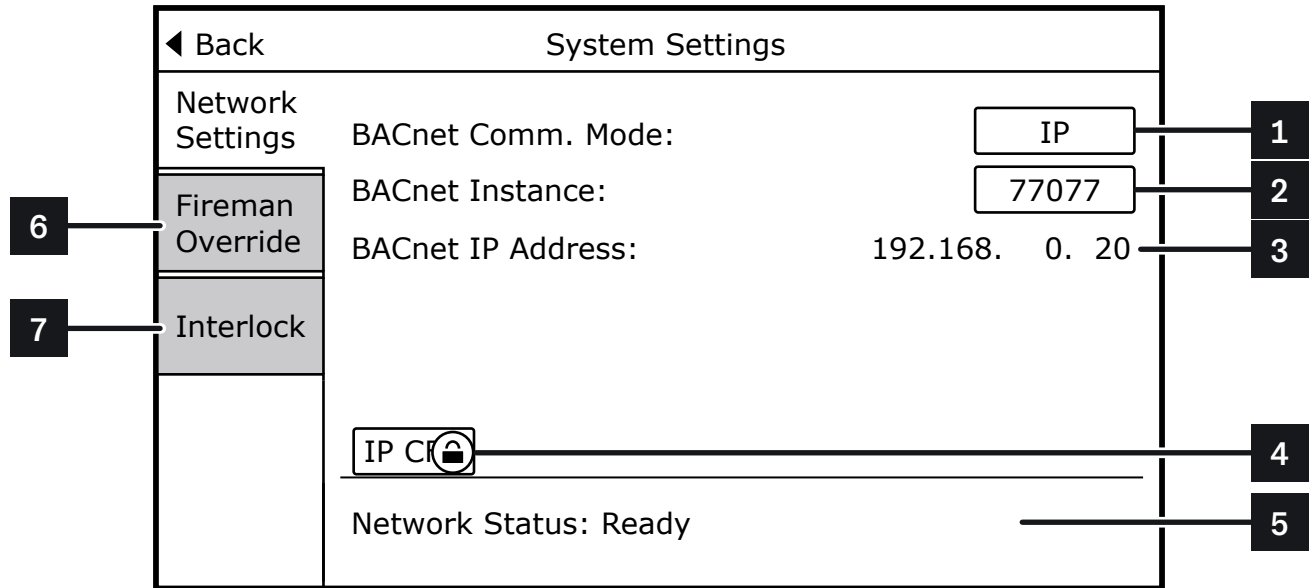 Back
System Settings
Network
Settings
BACnet Comm. Mode:
IP
1
BACnet Instance:
77077
2
Fireman
Override
6
BACnet IP Address:
192.168. 0. 20
3
Interlock
7
IP
4
Network Status: Ready
5